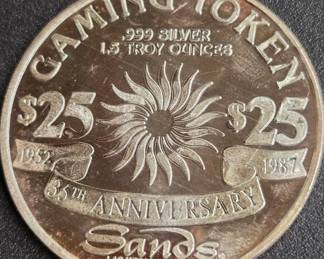 GAMING TOKEN
.999 SILVER
1.5 TROY OUNCES
$25 $25
1952 1987
35TH ANNIVERSARY
Sands